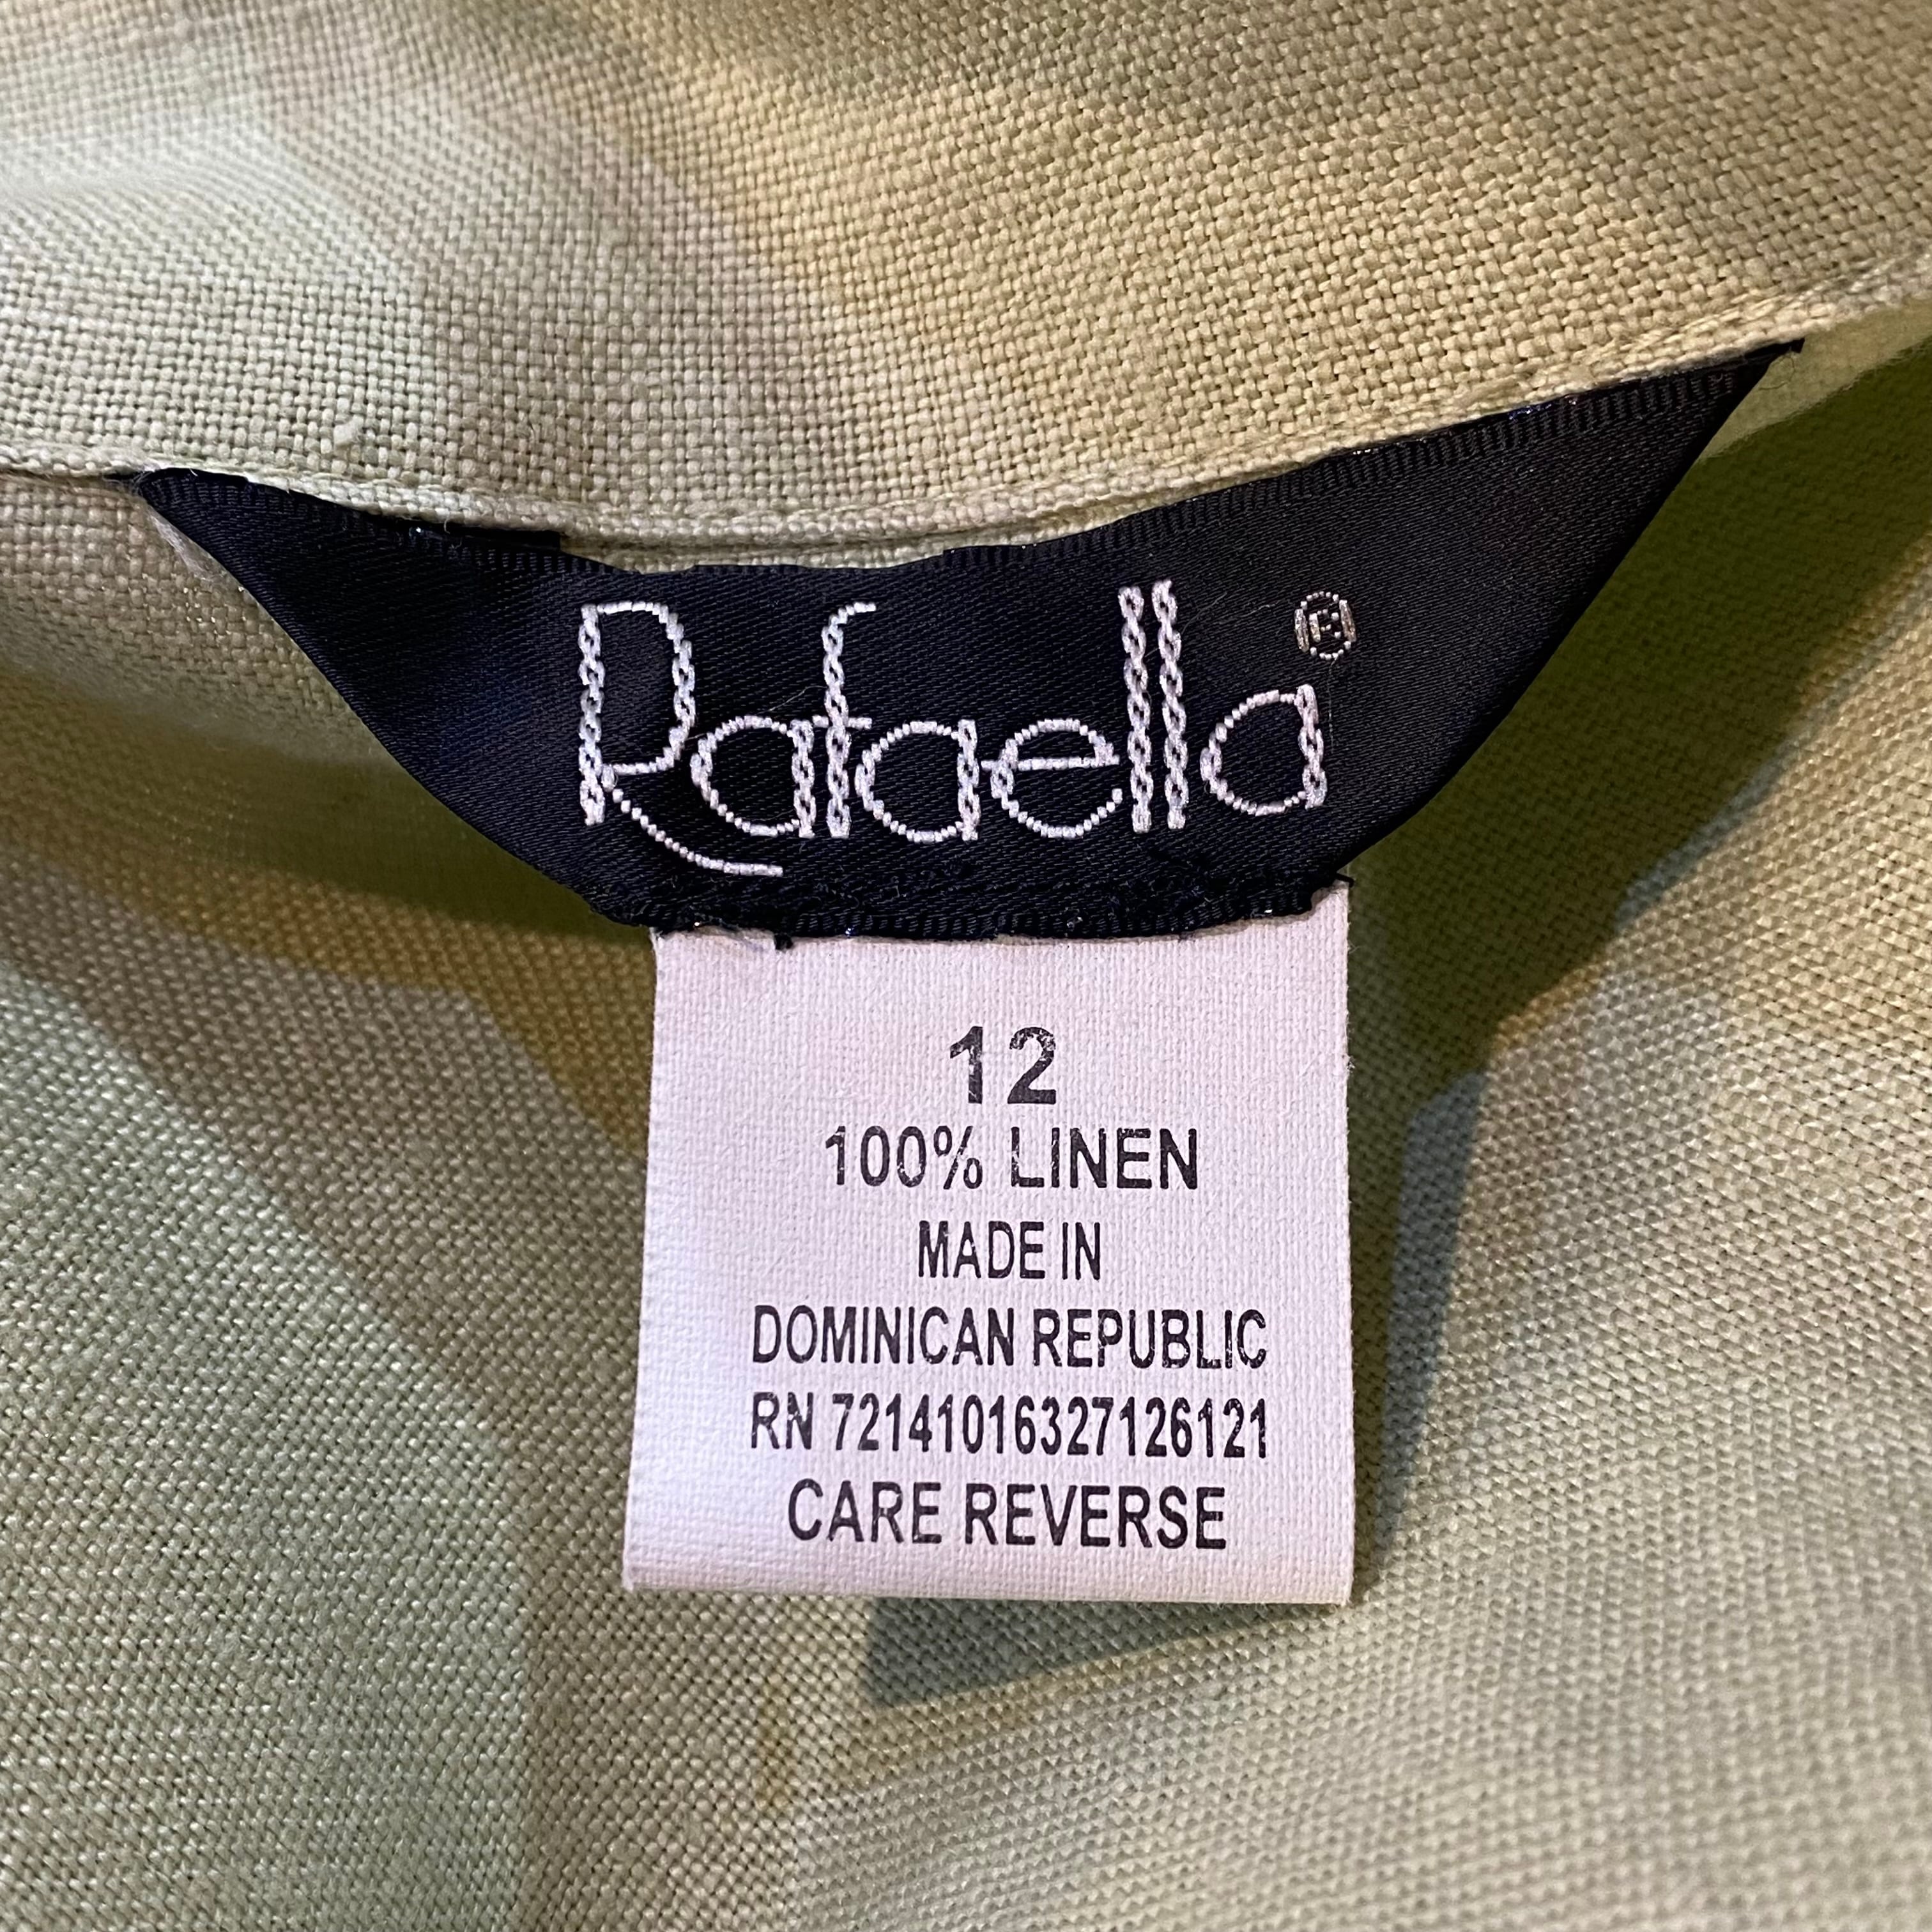 Rafaella®
12
100% LINEN
MADE IN
DOMINICAN REPUBLIC
RN 72141016327126121
CARE REVERSE